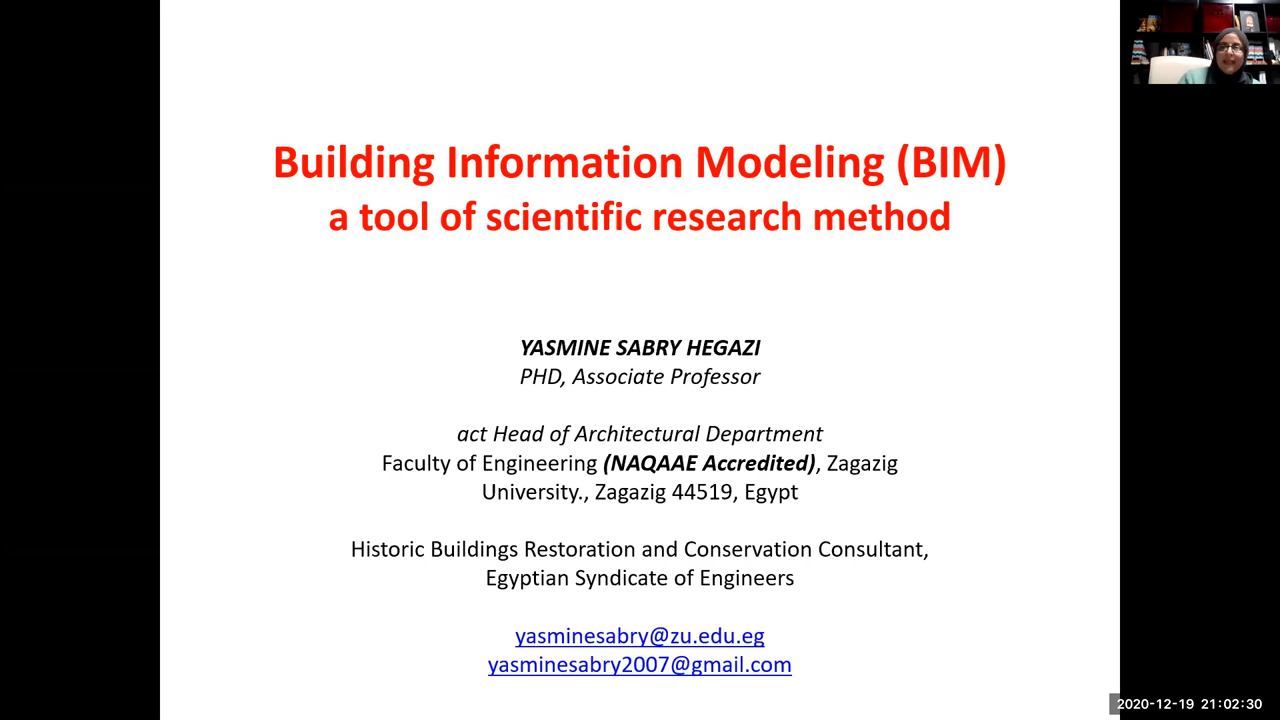 Building Information Modeling (BIM)
a tool of scientific research method
YASMINE SABRY HEGAZI
PHD, Associate Professor
act Head of Architectural Department
Faculty of Engineering (NAQAAE Accredited), Zagazig
University., Zagazig 44519, Egypt
Historic Buildings Restoration and Conservation Consultant,
Egyptian Syndicate of Engineers
yasminesabry@zu.edu.eg
yasminesabry2007@gmail.com
2020-12-19 21:02:30